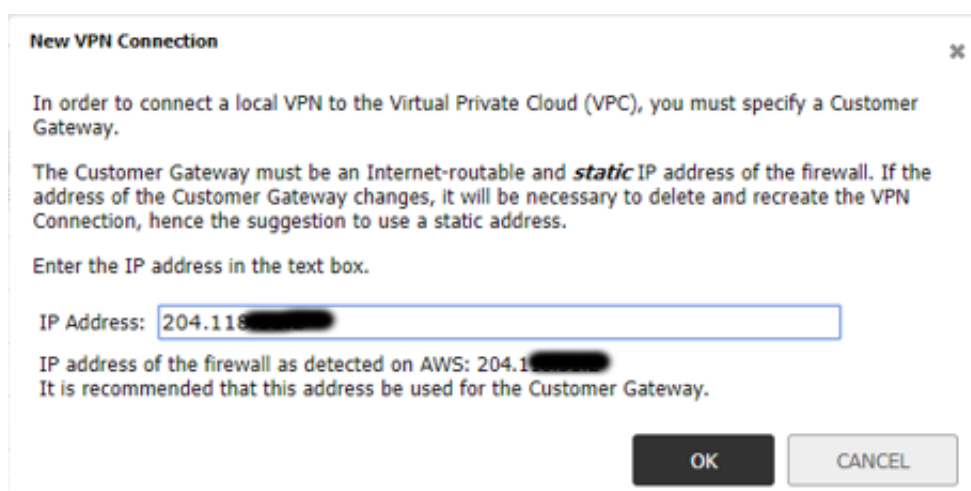 New VPN Connection
In order to connect a local VPN to the Virtual Private Cloud (VPC), you must specify a Customer
Gateway.
The Customer Gateway must be an Internet-routable and static IP address of the firewall. If the
address of the Customer Gateway changes, it will be necessary to delete and recreate the VPN
Connection, hence the suggestion to use a static address.
Enter the IP address in the text box.
IP Address: 204.118
IP address of the firewall as detected on AWS: 204.1
It is recommended that this address be used for the Customer Gateway.
OK CANCEL